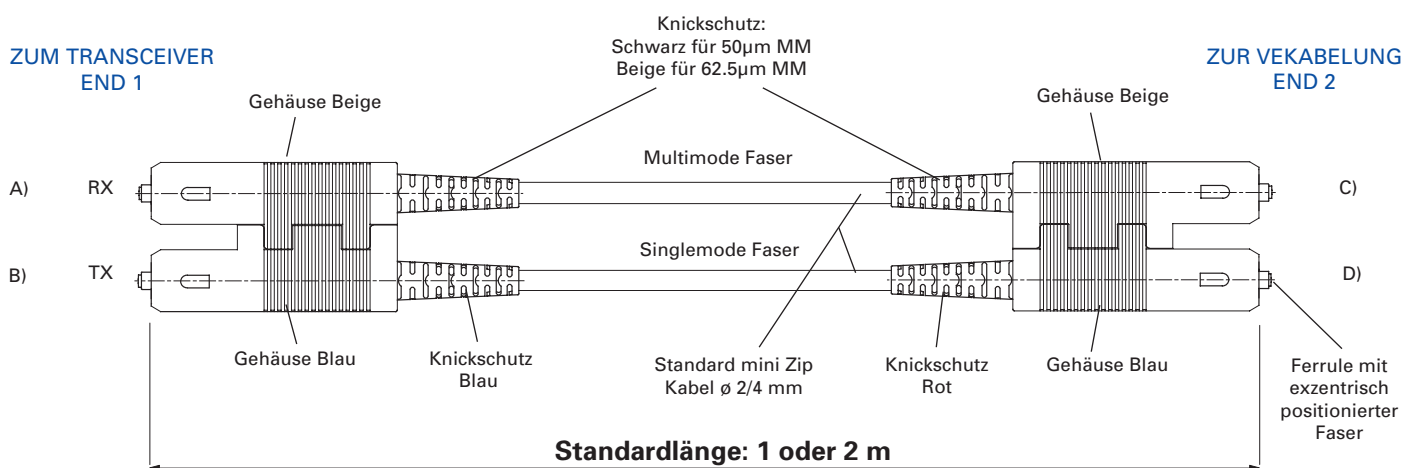 Knickschutz:
Schwarz für 50µm MM
Beige für 62.5µm MM
ZUM TRANSCEIVER
END 1
ZUR VEKABELUNG
END 2
Gehäuse Beige
Gehäuse Beige
Multimode Faser
A)
RX
C)
Singlemode Faser
B)
TX
D)
Gehäuse Blau
Knickschutz
Blau
Standard mini Zip
Kabel ø 2/4 mm
Knickschutz
Rot
Gehäuse Blau
Ferrule mit
exzentrisch
positionierter
Faser
Standardlänge: 1 oder 2 m